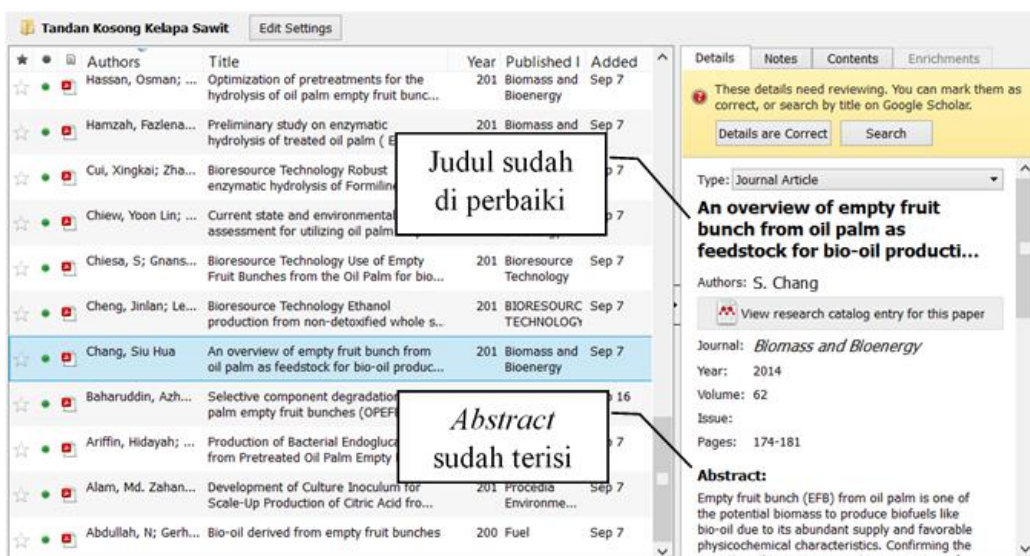 Tandan Kosong Kelapa Sawit Edit Settings
Authors Title Year Published I Added
Hassan, Osman; ... Optimization of pretreatments for the 201 Biomass and Sep 7
hydrolysis of oil palm empty fruit bunc... Bioenergy
Hamzah, Fazlena... Preliminary study on enzymatic 201 Biomass and Sep 7
hydrolysis of treated oil palm ( E
Cui, Xingkai; Zha... Bioresource Technology Robust 7
enzymatic hydrolysis of Formiline
Chiew, Yoon Lin; ... Current state and environmental 7
assessment for utilizing oil palm
Chiesa, S; Gnans... Bioresource Technology Use of Empty 201 Bioresource Sep 7
Fruit Bunches from the Oil Palm for bio... Technology
Cheng, Jinlan; Le... Bioresource Technology Ethanol 201 BIORESOURC Sep 7
production from non-detoxified whole s... TECHNOLOGY
Chang, Siu Hua An overview of empty fruit bunch from 201 Biomass and Sep 7
oil palm as feedstock for bio-oil produc... Bioenergy
Baharuddin, Azh... Selective component degradation 16
palm empty fruit bunches (OPEF
Ariffin, Hidayah; ... Production of Bacterial Endogluca 7
from Pretreated Oil Palm Empty
Alam, Md. Zahan... Development of Culture Inoculum for 201 Procedia Sep 7
Scale-Up Production of Citric Acid fro... Environme...
Abdullah, N; Gerh... Bio-oil derived from empty fruit bunches 200 Fuel Sep 7
Judul sudah
di perbaiki
Abstract
sudah terisi
Details Notes Contents Enrichments
These details need reviewing. You can mark them as
correct, or search by title on Google Scholar.
Details are Correct Search
Type: Journal Article
An overview of empty fruit
bunch from oil palm as
feedstock for bio-oil producti...
Authors: S. Chang
View research catalog entry for this paper
Journal: Biomass and Bioenergy
Year: 2014
Volume: 62
Issue:
Pages: 174-181
Abstract:
Empty fruit bunch (EFB) from oil palm is one of
the potential biomass to produce biofuels like
bio-oil due to its abundant supply and favorable
physicochemical characteristics. Confirming the